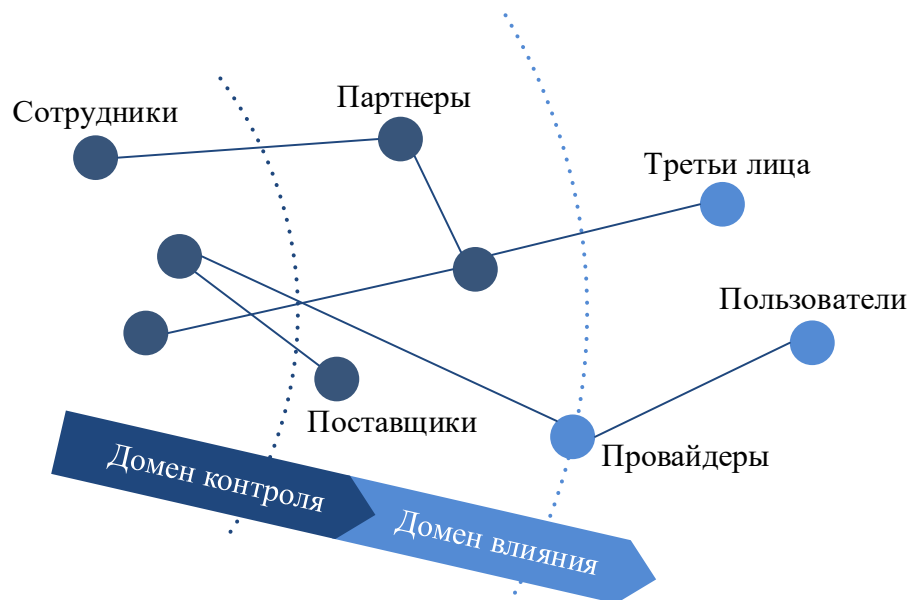 Партнеры
Сотрудники
Третьи лица
Пользователи
Поставщики
Провайдеры
Домен контроля
Домен влияния